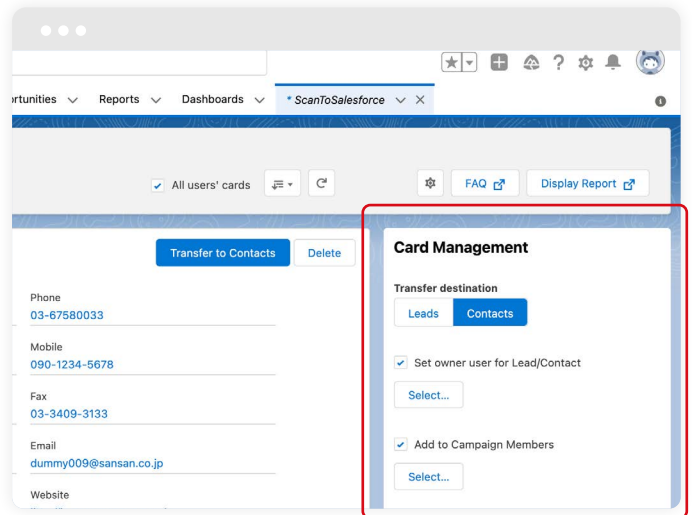 ortunities Reports Dashboards * ScanToSalesforce
All users' cards FAQ Display Report
Transfer to Contacts Delete
Phone
03-67580033
Mobile
090-1234-5678
Fax
03-3409-3133
Email
dummy009@sansan.co.jp
Website
Card Management
Transfer destination
Leads Contacts
Set owner user for Lead/Contact
Select...
Add to Campaign Members
Select...